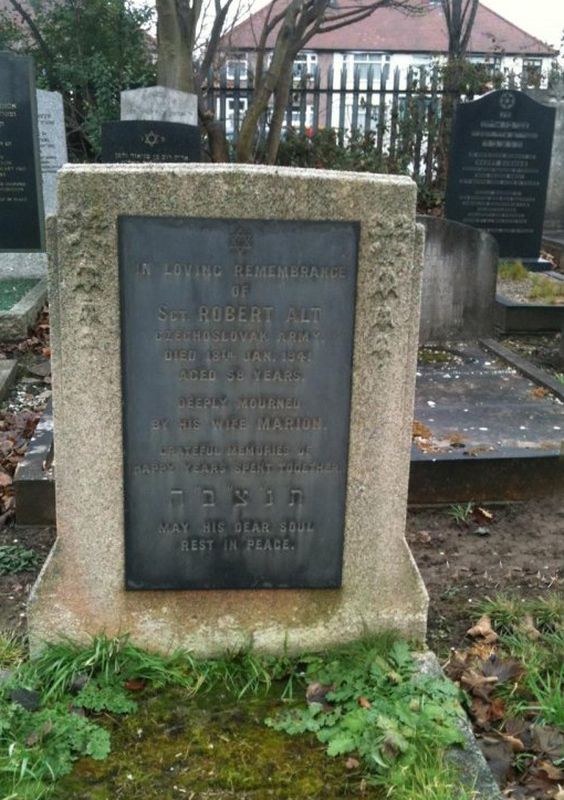 IN LOVING REMEMBRANCE
OF
SGT. ROBERT ALT
CZECHOSLOVAK ARMY.
DIED 18TH JAN. 1941
AGED 58 YEARS.
DEEPLY MOURNED
BY HIS WIFE MARION.
GRATEFUL MEMORIES OF
HAPPY YEARS SPENT TOGETHER.
ת נ צ ב ה
MAY HIS DEAR SOUL
REST IN PEACE.